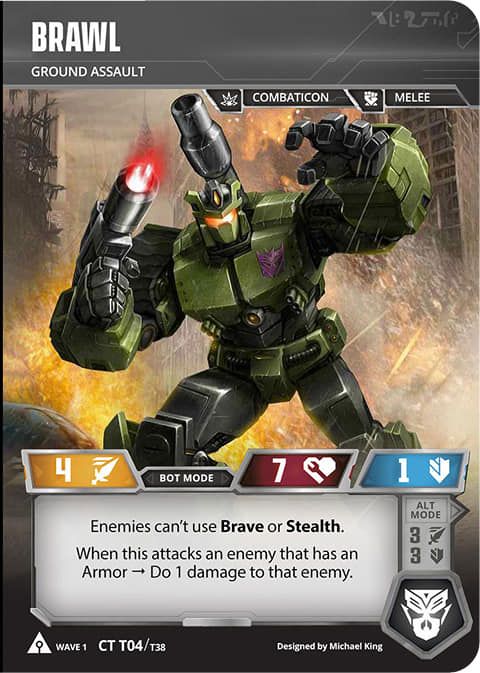 BRAWL
GROUND ASSAULT
COMBATICON
MELEE
4
BOT MODE
7
1
Enemies can't use Brave or Stealth.
When this attacks an enemy that has an
Armor → Do 1 damage to that enemy.
ALT
MODE
3
3
WAVE 1 CT T04/T38
Designed by Michael King